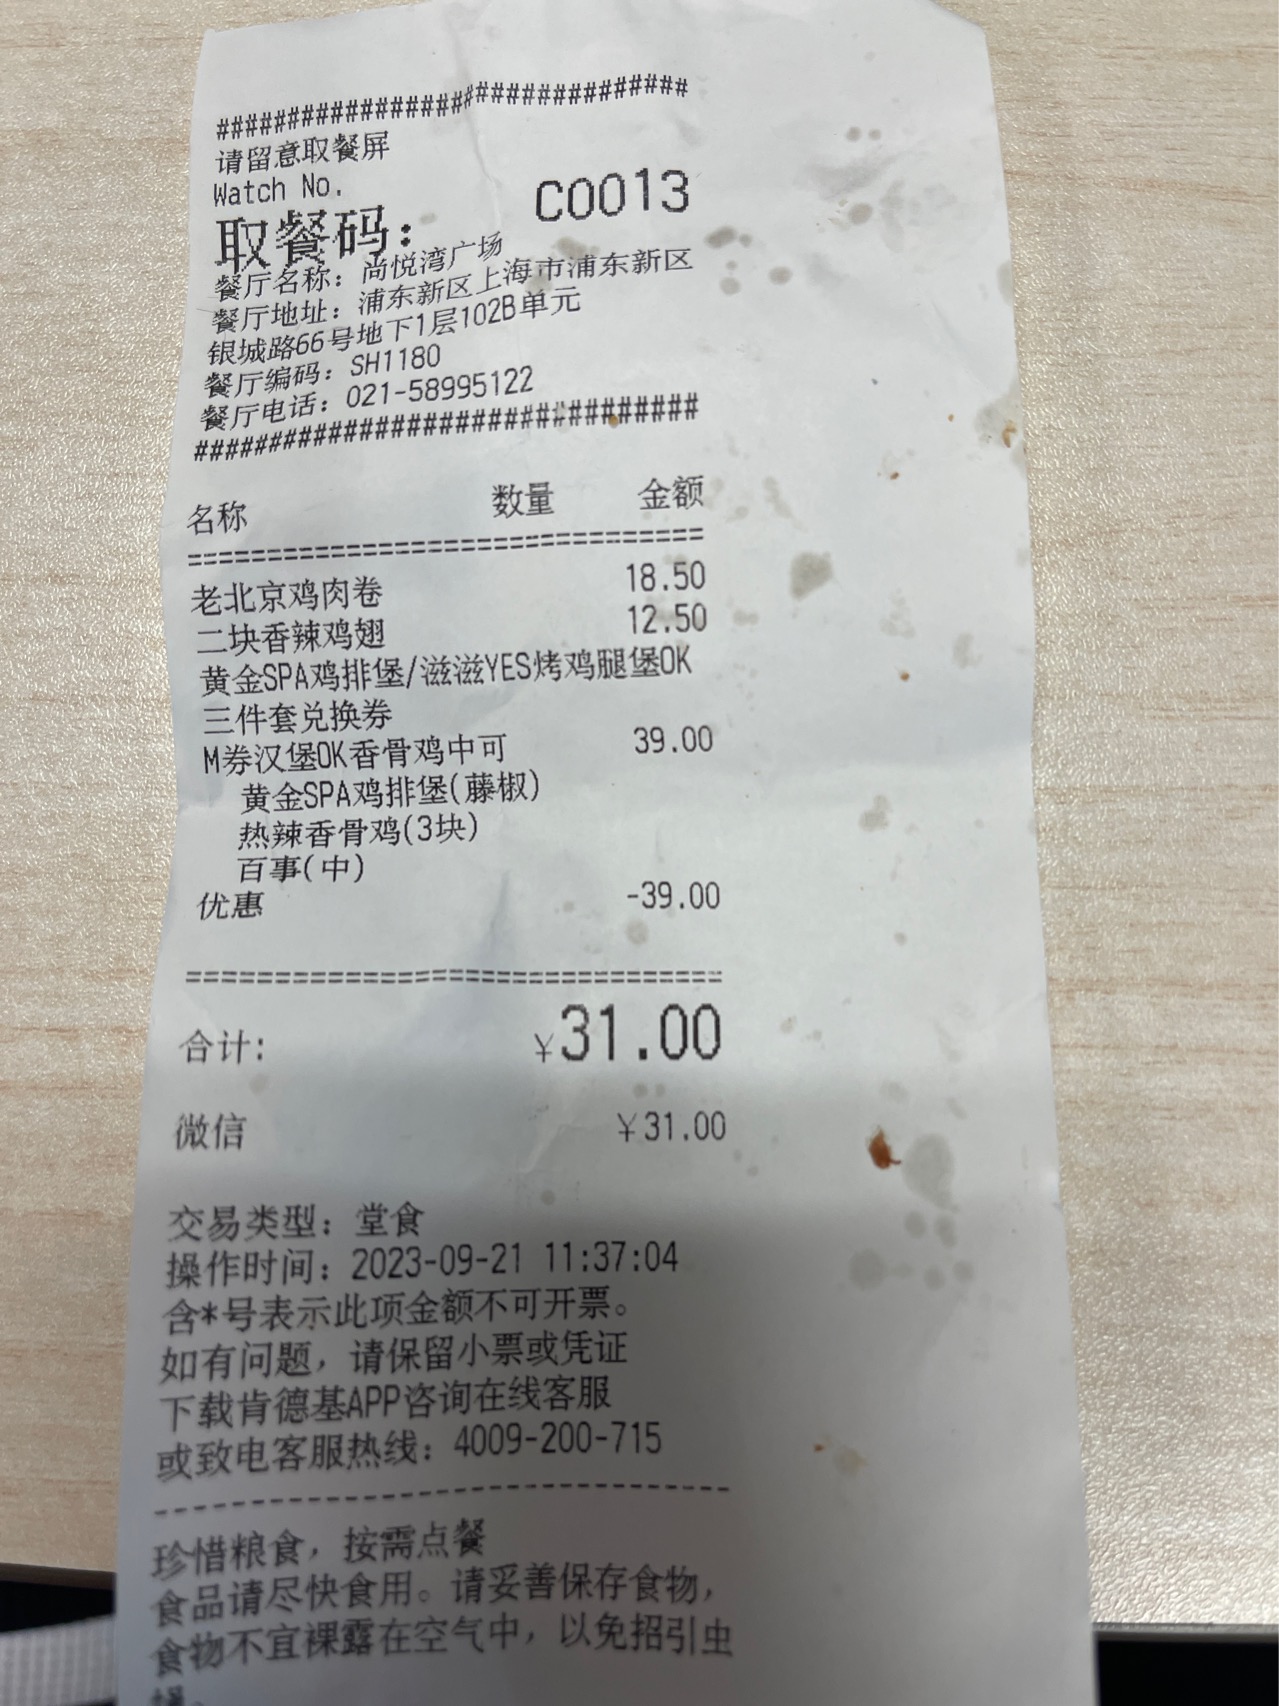 #################################
请留意取餐屏
Watch No.
取餐码： C0013
餐厅名称：尚悦湾广场
餐厅地址：浦东新区上海市浦东新区
银城路66号地下1层102B单元
餐厅编码：SH1180
餐厅电话：021-58995122
#################################
名称 数量 金额
=================================
老北京鸡肉卷 18.50
二块香辣鸡翅 12.50
黄金SPA鸡排堡/滋滋YES烤鸡腿堡OK
三件套兑换券
M券汉堡OK香骨鸡中可 39.00
黄金SPA鸡排堡(藤椒)
热辣香骨鸡(3块)
百事(中)
优惠 -39.00
=================================
合计： ¥31.00
微信 ¥31.00
交易类型：堂食
操作时间：2023-09-21 11:37:04
含*号表示此项金额不可开票。
如有问题，请保留小票或凭证
下载肯德基APP咨询在线客服
或致电客服热线：4009-200-715
---------------------------------
珍惜粮食，按需点餐
食品请尽快食用。请妥善保存食物，
食物不宜裸露在空气中，以免招引虫